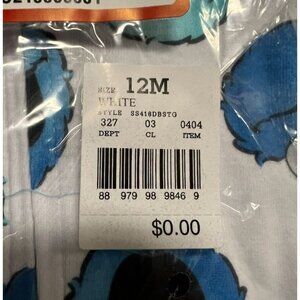 SIZE 12M
WHITE
STYLE SS416DBSTG
327 03 0404
DEPT CL ITEM
88 979 98 9846 9
$0.00